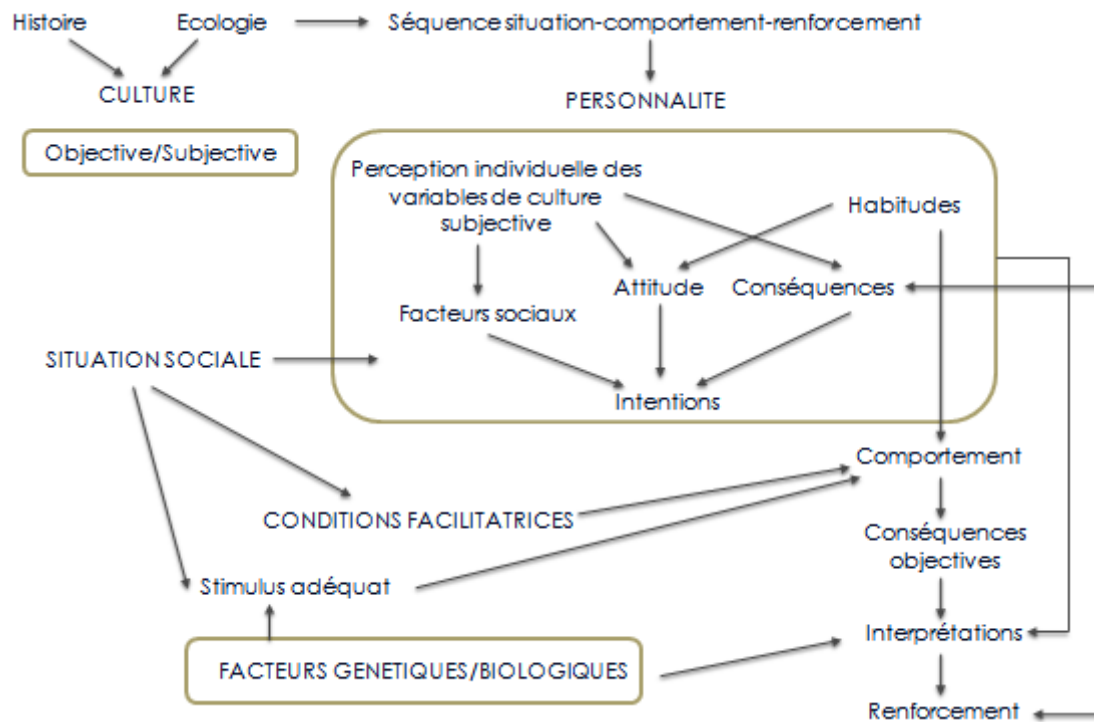 Histoire
Ecologie
Séquence situation-comportement-renforcement
CULTURE
PERSONNALITE
Objective/Subjective
Perception individuelle des
variables de culture
subjective
Habitudes
Attitude
Conséquences
Facteurs sociaux
SITUATION SOCIALE
Intentions
Comportement
CONDITIONS FACILITATRICES
Conséquences
objectives
Stimulus adéquat
Interprétations
FACTEURS GENETIQUES/BIOLOGIQUES
Renforcement